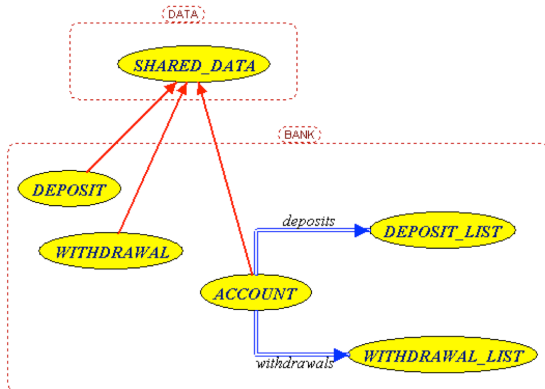 DATA
SHARED_DATA
BANK
DEPOSIT
deposits
DEPOSIT_LIST
WITHDRAWAL
ACCOUNT
withdrawals
WITHDRAWAL_LIST